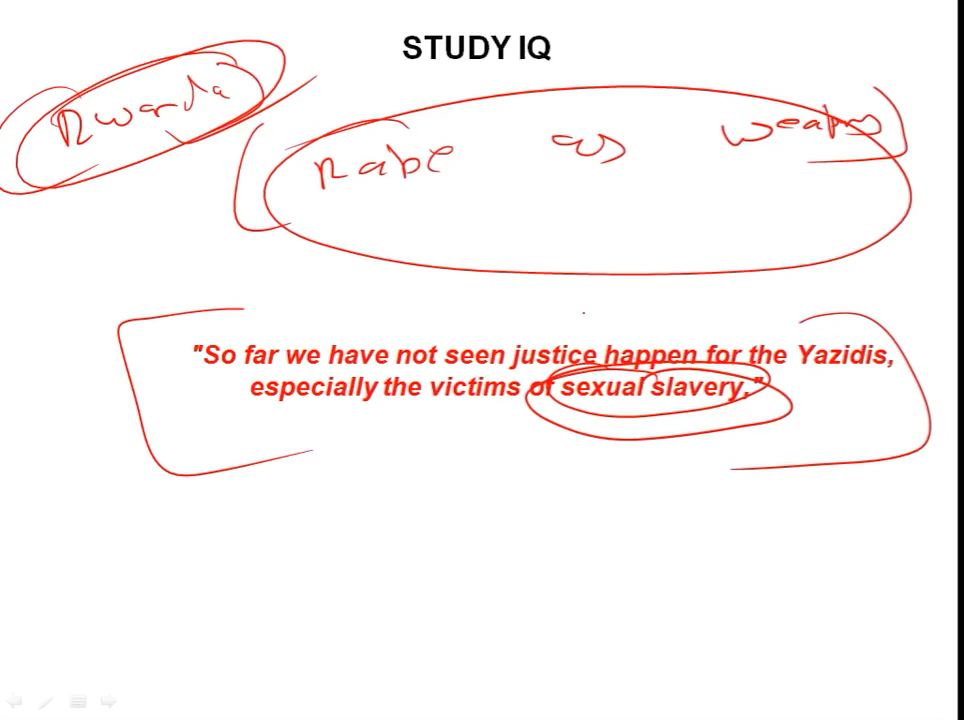 STUDY IQ
Rwanda
Rape as weapons
"So far we have not seen justice happen for the Yazidis,
especially the victims of sexual slavery,"